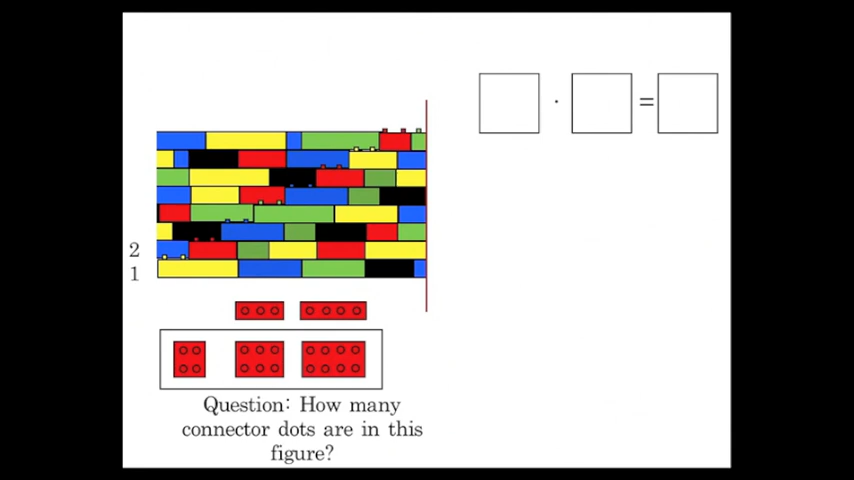 · =
2
1
Question: How many
connector dots are in this
figure?